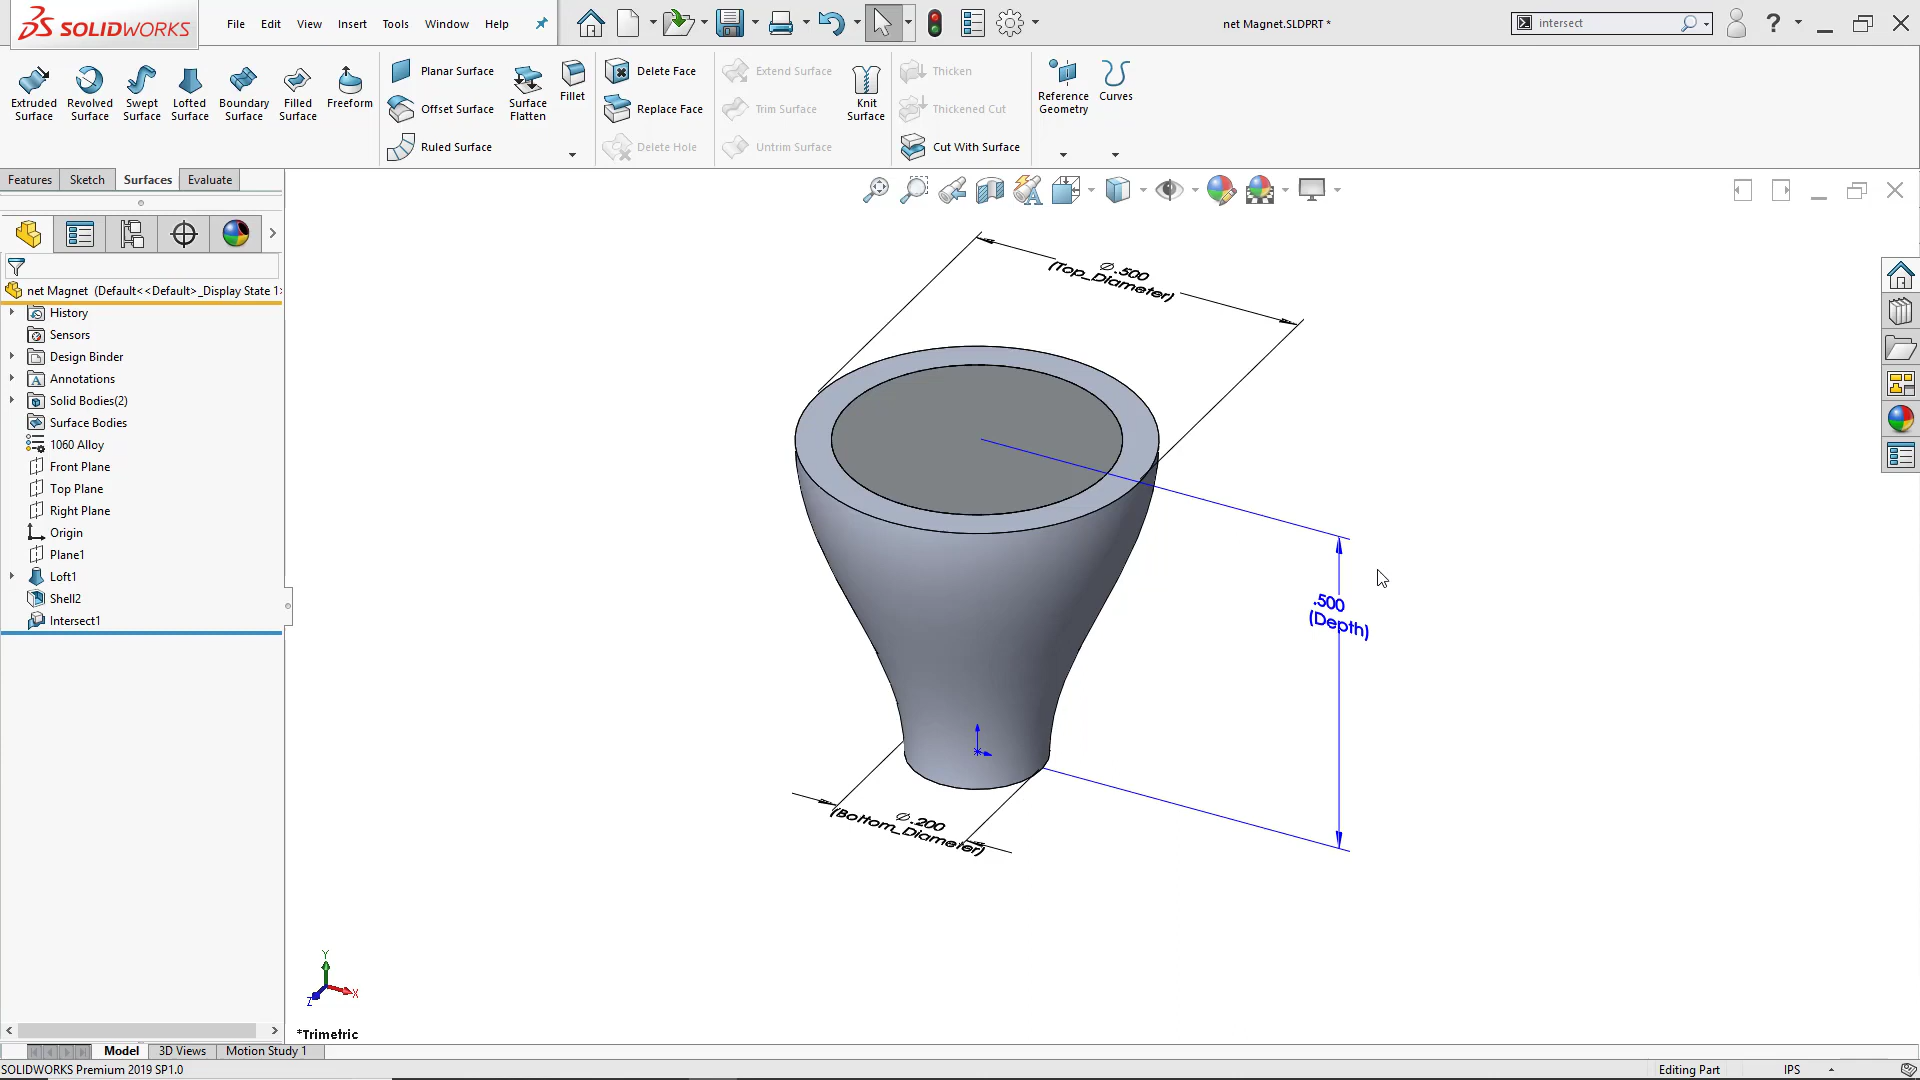 SOLIDWORKS
File Edit View Insert Tools Window Help
net Magnet.SLDPRT *
intersect
?
Extruded Surface
Revolved Surface
Swept Surface
Lofted Surface
Boundary Surface
Filled Surface
Freeform
Planar Surface
Offset Surface
Ruled Surface
Surface Flatten
Fillet
Delete Face
Replace Face
Delete Hole
Extend Surface
Trim Surface
Untrim Surface
Knit Surface
Thicken
Thickened Cut
Cut With Surface
Reference Geometry
Curves
Features Sketch Surfaces Evaluate
net Magnet (Default<<Default>_Display State 1>
History
Sensors
Design Binder
Annotations
Solid Bodies(2)
Surface Bodies
1060 Alloy
Front Plane
Top Plane
Right Plane
Origin
Plane1
Loft1
Shell2
Intersect1
Ø.500
(Top_Diameter)
.500
(Depth)
Ø.200
(Bottom_Diameter)
Y
X
Z
*Trimetric
Model 3D Views Motion Study 1
SOLIDWORKS Premium 2019 SP1.0
Editing Part IPS